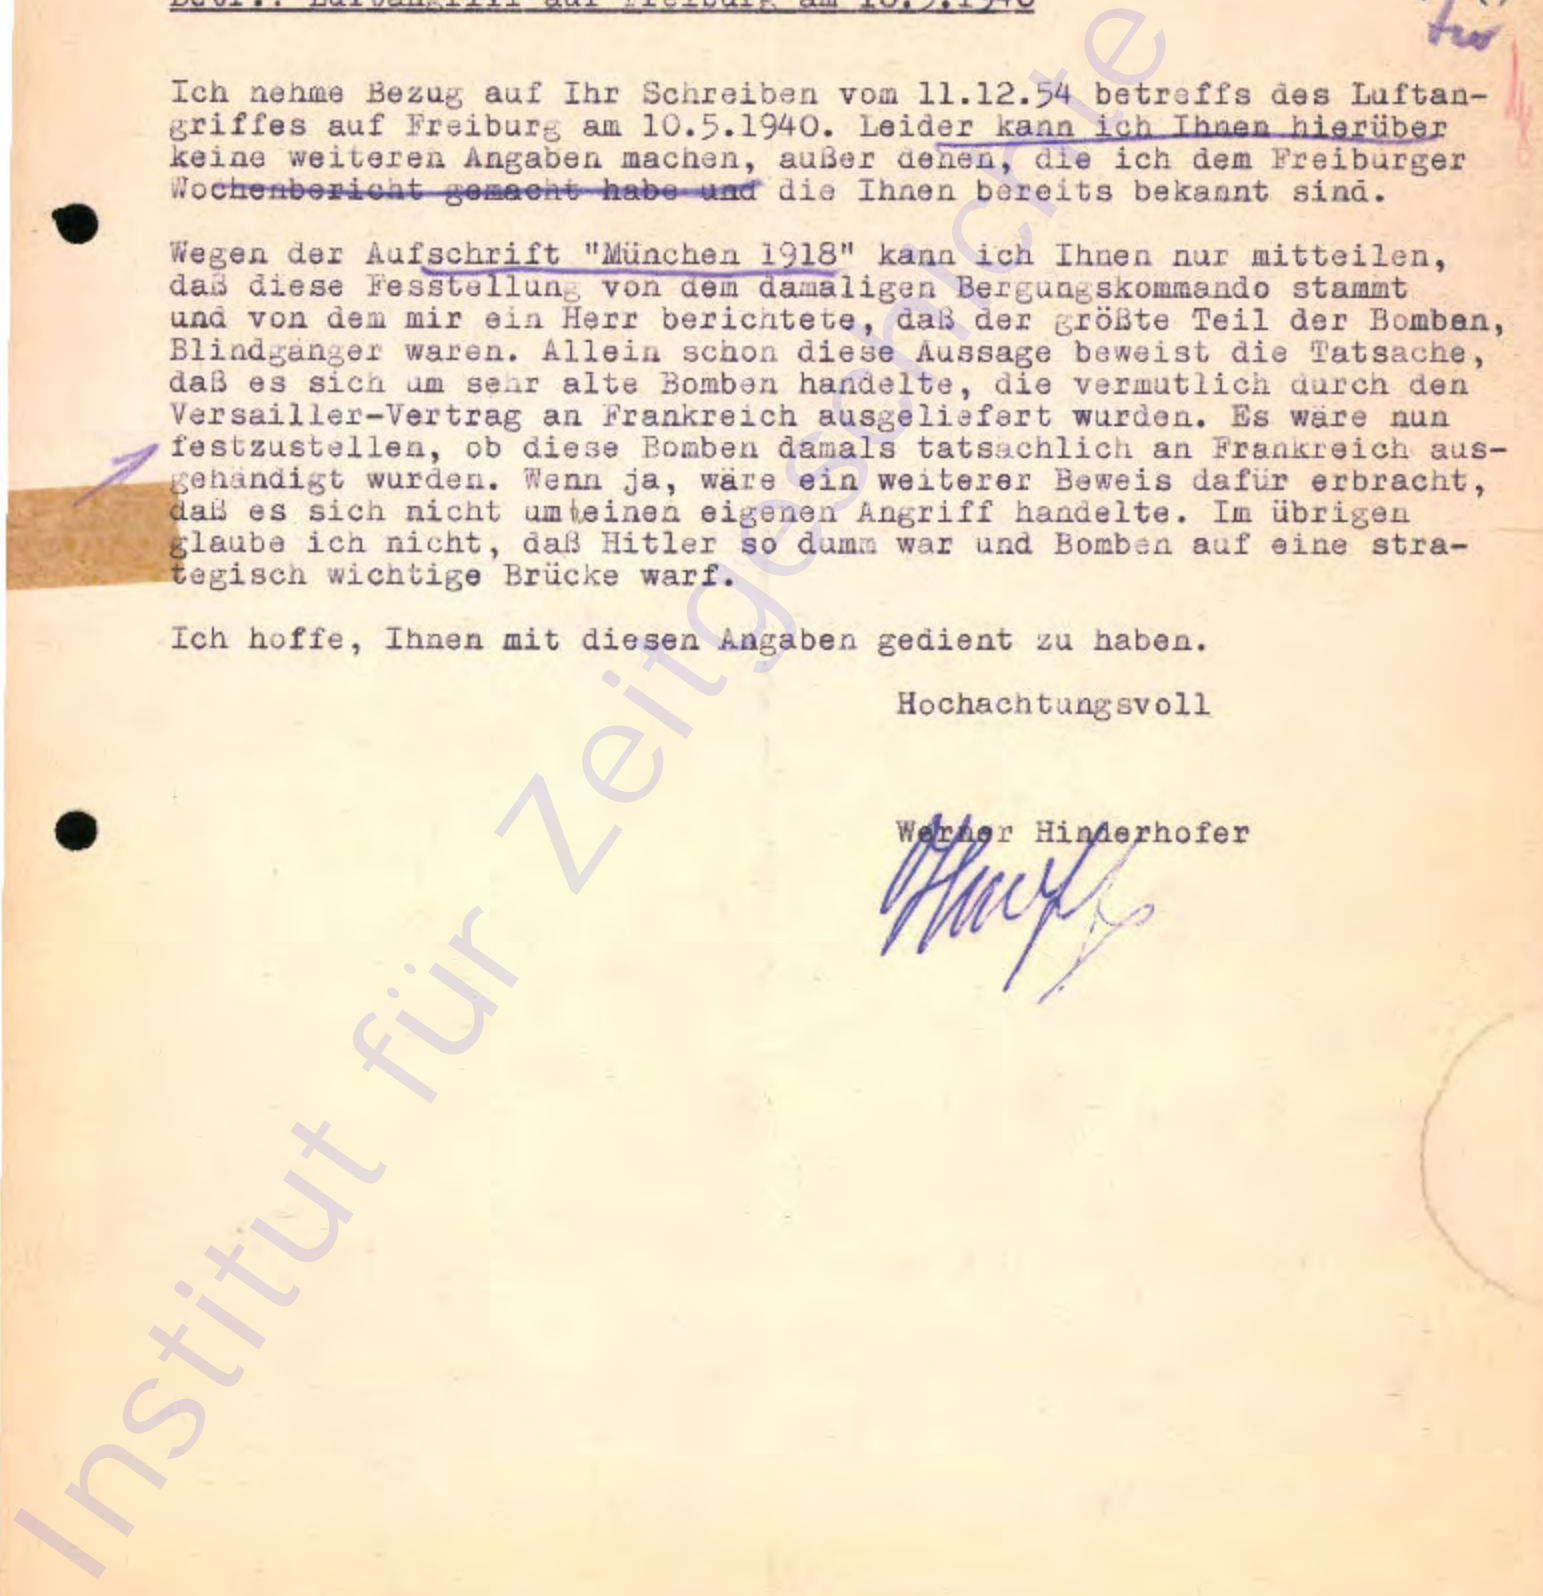 Betr.: Luftangriff auf Freiburg am 10.5.1940
Ich nehme Bezug auf Ihr Schreiben vom 11.12.54 betreffs des Luftan-
griffes auf Freiburg am 10.5.1940. Leider kann ich Ihnen hierüber
keine weiteren Angaben machen, außer denen, die ich dem Freiburger
Wochenbericht gemacht habe und die Ihnen bereits bekannt sind.
Wegen der Aufschrift "München 1918" kann ich Ihnen nur mitteilen,
daß diese Fesstellung von dem damaligen Bergungskommando stammt
und von dem mir ein Herr berichtete, daß der größte Teil der Bomben,
Blindgänger waren. Allein schon diese Aussage beweist die Tatsache,
daß es sich um sehr alte Bomben handelte, die vermutlich durch den
Versailler-Vertrag an Frankreich ausgeliefert wurden. Es wäre nun
festzustellen, ob diese Bomben damals tatsächlich an Frankreich aus-
gehändigt wurden. Wenn ja, wäre ein weiterer Beweis dafür erbracht,
daß es sich nicht um einen eigenen Angriff handelte. Im übrigen
glaube ich nicht, daß Hitler so dumm war und Bomben auf eine stra-
tegisch wichtige Brücke warf.
Ich hoffe, Ihnen mit diesen Angaben gedient zu haben.
Hochachtungsvoll
Werner Hinderhofer
Institut für Zeitgeschichte